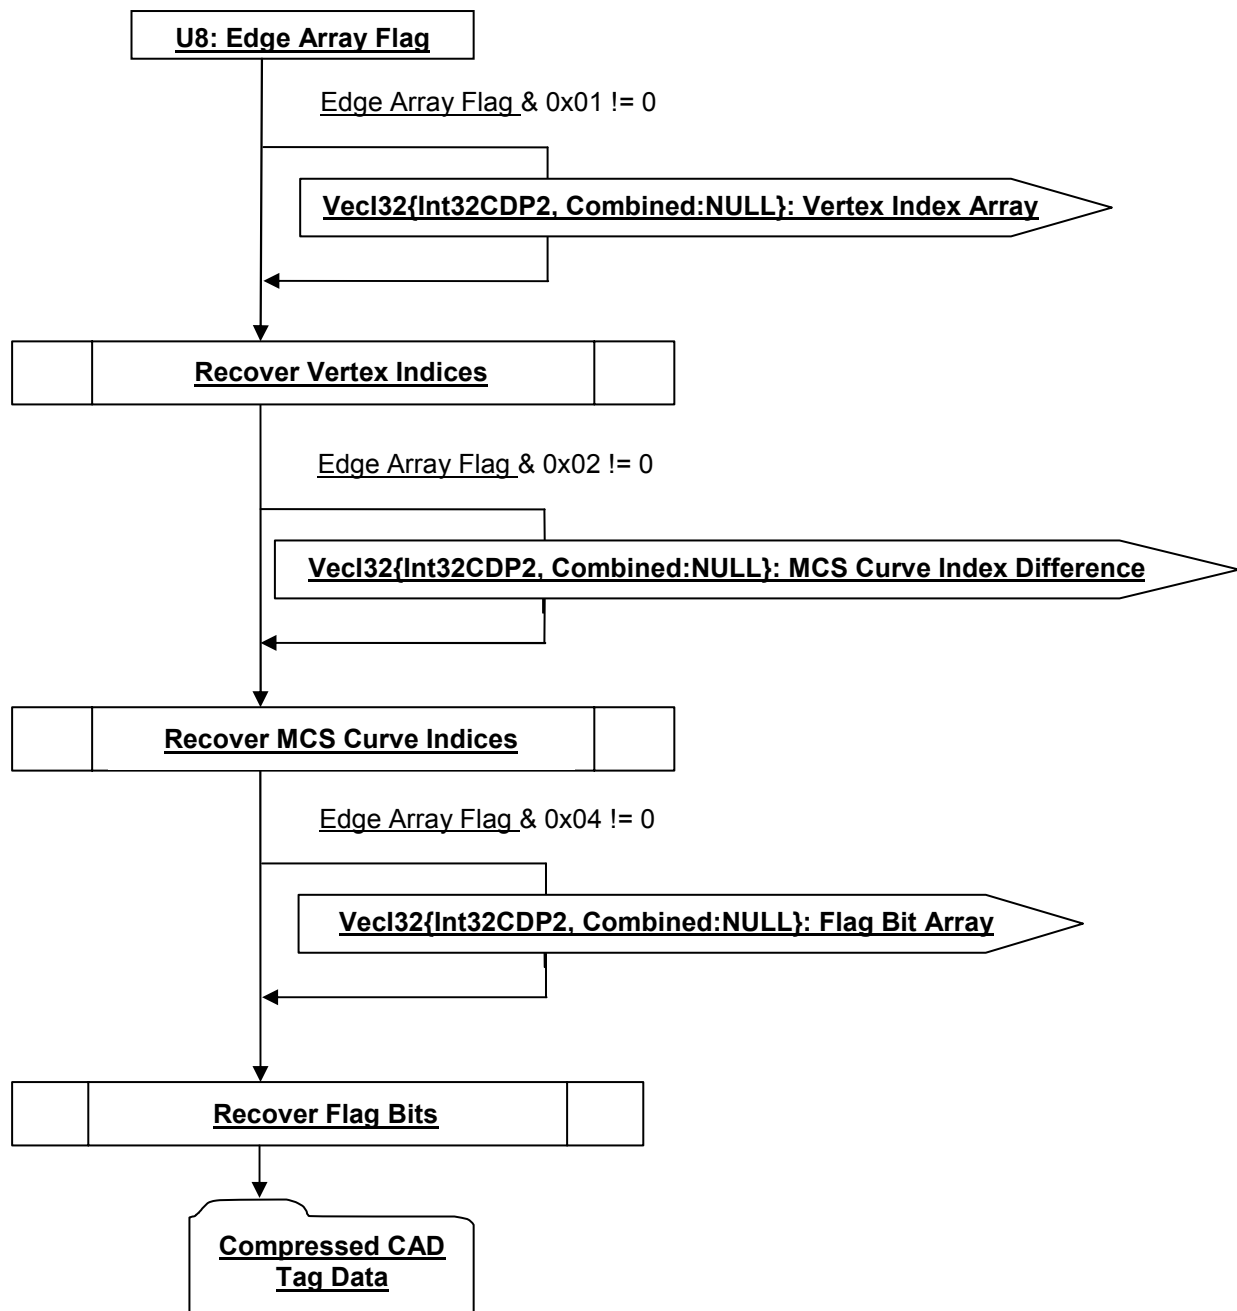 U8: Edge Array Flag
Edge Array Flag & 0x01 != 0
VecI32{Int32CDP2, Combined:NULL}: Vertex Index Array
Recover Vertex Indices
Edge Array Flag & 0x02 != 0
VecI32{Int32CDP2, Combined:NULL}: MCS Curve Index Difference
Recover MCS Curve Indices
Edge Array Flag & 0x04 != 0
VecI32{Int32CDP2, Combined:NULL}: Flag Bit Array
Recover Flag Bits
Compressed CAD
Tag Data